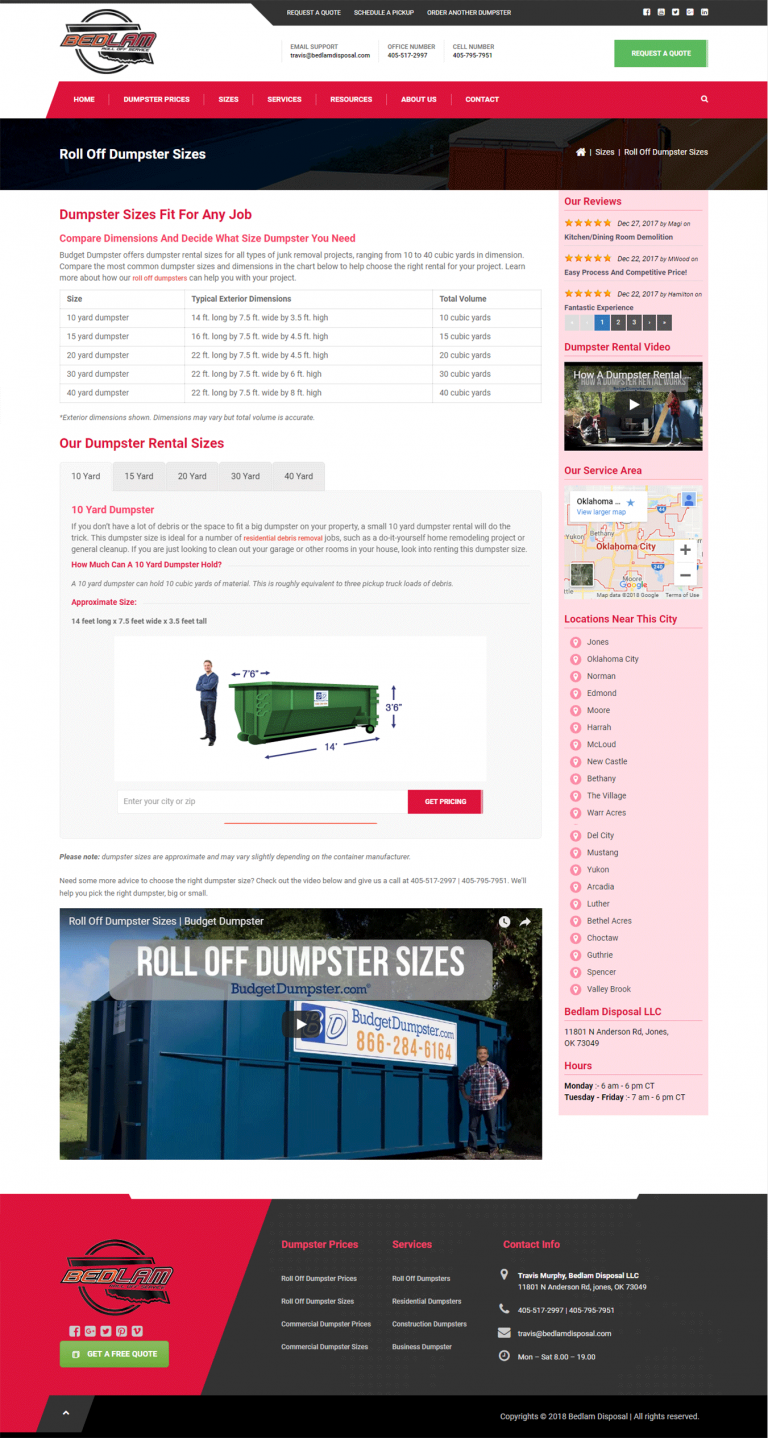 REQUEST A QUOTE SCHEDULE A PICKUP ORDER ANOTHER DUMPSTER
BEDLAM
ROLL OFF SERVICE
EMAIL SUPPORT
travis@bedlamdisposal.com
OFFICE NUMBER
405-517-2997
CELL NUMBER
405-795-7951
REQUEST A QUOTE
HOME DUMPSTER PRICES SIZES SERVICES RESOURCES ABOUT US CONTACT
Roll Off Dumpster Sizes
| Sizes | Roll Off Dumpster Sizes
Dumpster Sizes Fit For Any Job
Compare Dimensions And Decide What Size Dumpster You Need
Budget Dumpster offers dumpster rental sizes for all types of junk removal projects, ranging from 10 to 40 cubic yards in dimension.
Compare the most common dumpster sizes and dimensions in the chart below to help choose the right rental for your project. Learn
more about how our roll off dumpsters can help you with your project.
Size Typical Exterior Dimensions Total Volume
10 yard dumpster 14 ft. long by 7.5 ft. wide by 3.5 ft. high 10 cubic yards
15 yard dumpster 16 ft. long by 7.5 ft. wide by 4.5 ft. high 15 cubic yards
20 yard dumpster 22 ft. long by 7.5 ft. wide by 4.5 ft. high 20 cubic yards
30 yard dumpster 22 ft. long by 7.5 ft. wide by 6 ft. high 30 cubic yards
40 yard dumpster 22 ft. long by 7.5 ft. wide by 8 ft. high 40 cubic yards
*Exterior dimensions shown. Dimensions may vary but total volume is accurate.
Our Dumpster Rental Sizes
10 Yard 15 Yard 20 Yard 30 Yard 40 Yard
10 Yard Dumpster
If you don't have a lot of debris or the space to fit a big dumpster on your property, a small 10 yard dumpster rental will do the
trick. This dumpster size is ideal for a number of residential debris removal jobs, such as a do-it-yourself home remodeling project or
general cleanup. If you are just looking to clean out your garage or other rooms in your house, look into renting this dumpster size.
How Much Can A 10 Yard Dumpster Hold?
A 10 yard dumpster can hold 10 cubic yards of material. This is roughly equivalent to three pickup truck loads of debris.
Approximate Size:
14 feet long x 7.5 feet wide x 3.5 feet tall
7'6"
3'6"
14'
Enter your city or zip
GET PRICING
Please note: dumpster sizes are approximate and may vary slightly depending on the container manufacturer.
Need some more advice to choose the right dumpster size? Check out the video below and give us a call at 405-517-2997 | 405-795-7951. We'll
help you pick the right dumpster, big or small.
Roll Off Dumpster Sizes | Budget Dumpster
ROLL OFF DUMPSTER SIZES
BudgetDumpster.com®
BD BudgetDumpster.com
866-284-6164
Our Reviews
Dec 27, 2017 by Magi on
Kitchen/Dining Room Demolition
Dec 22, 2017 by MWood on
Easy Process And Competitive Price!
Dec 22, 2017 by Hamilton on
Fantastic Experience
« ‹ 1 2 3 › »
Dumpster Rental Video
How A Dumpster Rental ...
HOW A DUMPSTER RENTAL WORKS
Our Service Area
Oklahoma ...
View larger map
Yukon
Bethany
Oklahoma City
Moore
Google
Map data ©2018 Google Terms of Use
Locations Near This City
Jones
Oklahoma City
Norman
Edmond
Moore
Harrah
McLoud
New Castle
Bethany
The Village
Warr Acres
Del City
Mustang
Yukon
Arcadia
Luther
Bethel Acres
Choctaw
Guthrie
Spencer
Valley Brook
Bedlam Disposal LLC
11801 N Anderson Rd, Jones,
OK 73049
Hours
Monday :- 6 am - 6 pm CT
Tuesday - Friday :- 7 am - 6 pm CT
BEDLAM
GET A FREE QUOTE
Dumpster Prices
Roll Off Dumpster Prices
Roll Off Dumpster Sizes
Commercial Dumpster Prices
Commercial Dumpster Sizes
Services
Roll Off Dumpsters
Residential Dumpsters
Construction Dumpsters
Business Dumpster
Contact Info
Travis Murphy, Bedlam Disposal LLC
11801 N Anderson Rd, jones, OK 73049
405-517-2997 | 405-795-7951
travis@bedlamdisposal.com
Mon – Sat 8.00 – 19.00
Copyrights © 2018 Bedlam Disposal | All rights reserved.